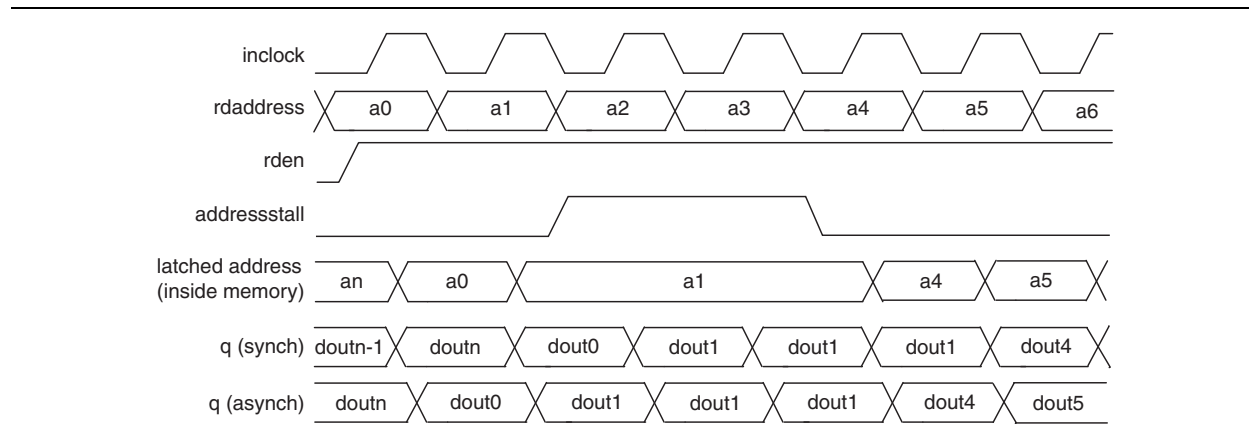 inclock
rdaddress a0 a1 a2 a3 a4 a5 a6
rden
addressstall
latched address
(inside memory) an a0 a1 a4 a5
q (synch) doutn-1 doutn dout0 dout1 dout1 dout1 dout4
q (asynch) doutn dout0 dout1 dout1 dout1 dout4 dout5